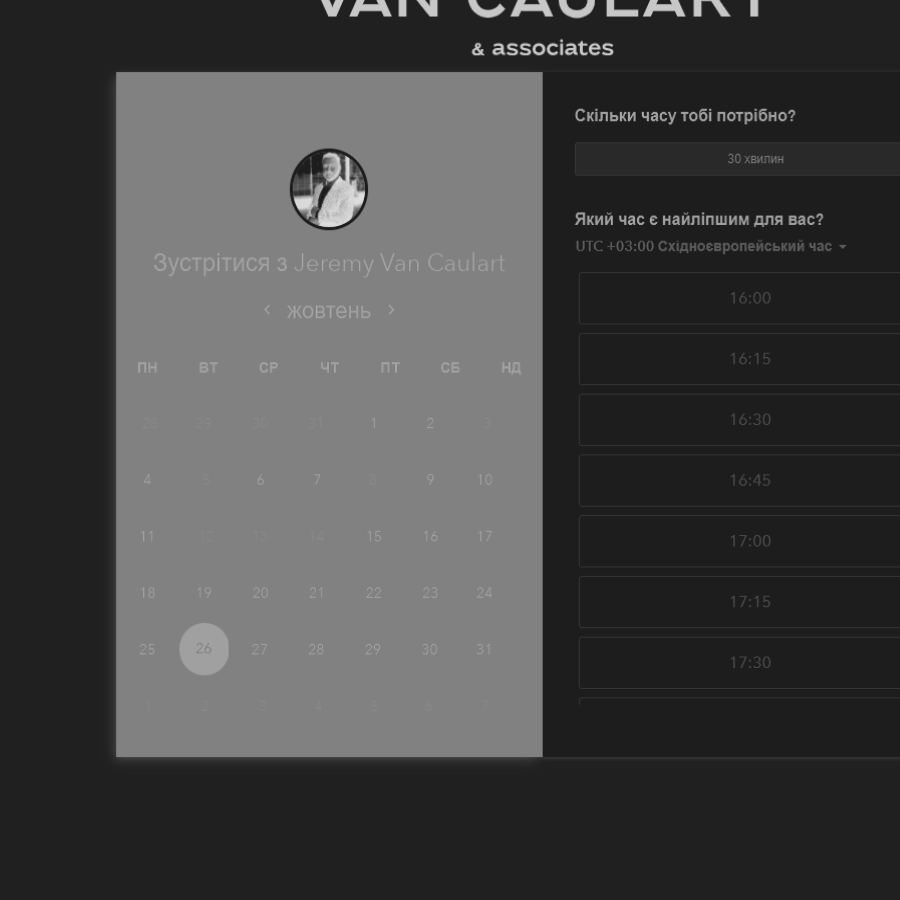 VAN CAULART
& associates
Зустрітися з Jeremy Van Caulart
‹ жовтень ›
ПН ВТ СР ЧТ ПТ СБ НД
28 29 30 31 1 2 3
4 5 6 7 8 9 10
11 12 13 14 15 16 17
18 19 20 21 22 23 24
25 26 27 28 29 30 31
1 2 3 4 5 6 7
Скільки часу тобі потрібно?
30 хвилин
Який час є найліпшим для вас?
UTC +03:00 Східноєвропейський час
16:00
16:15
16:30
16:45
17:00
17:15
17:30